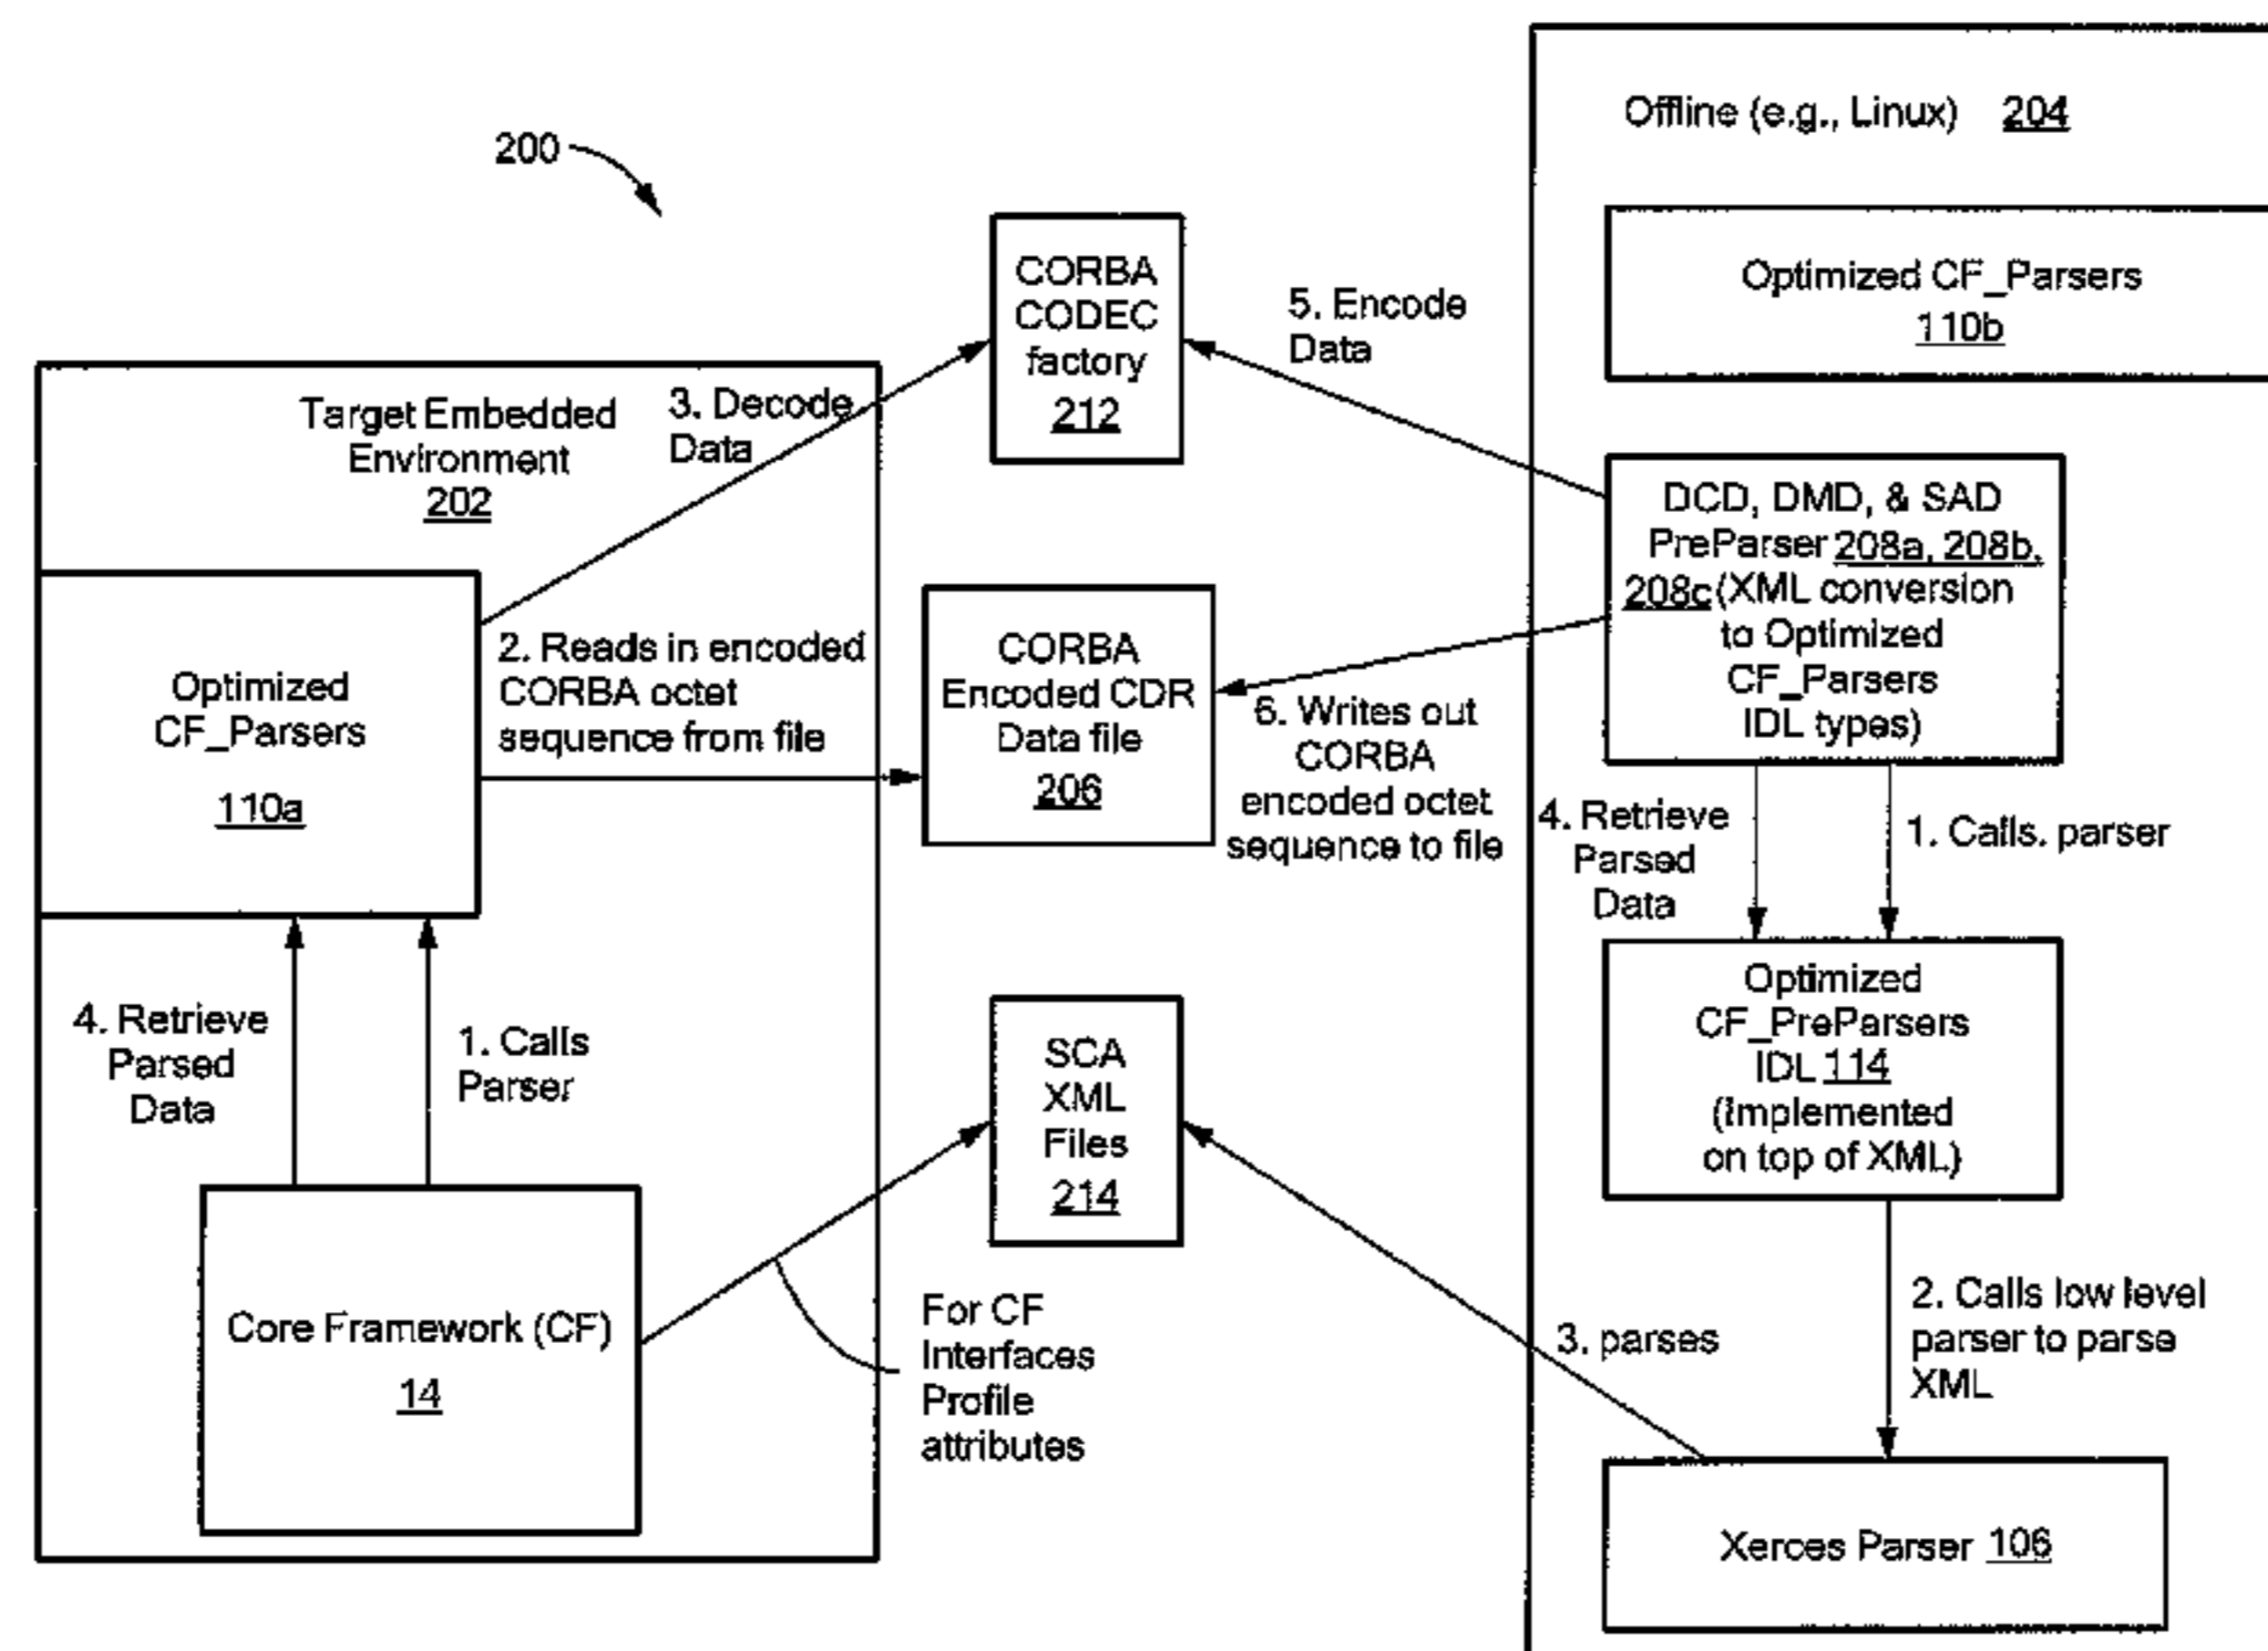 200
Target Embedded
Environment
202
Optimized
CF_Parsers
110a
3. Decode
Data
2. Reads in encoded
CORBA octet
sequence from file
4. Retrieve
Parsed
Data
1. Calls
Parser
Core Framework (CF)
14
CORBA
CODEC
factory
212
CORBA
Encoded CDR
Data file
206
SCA
XML
Files
214
For CF
Interfaces
Profile
attributes
5. Encode
Data
6. Writes out
CORBA
encoded octet
sequence to file
Offline (e.g., Linux) 204
Optimized CF_Parsers
110b
DCD, DMD, & SAD
PreParser 208a, 208b,
208c (XML conversion
to Optimized
CF_Parsers
IDL types)
4. Retrieve
Parsed
Data
1. Calls. parser
Optimized
CF_PreParsers
IDL 114
(Implemented
on top of XML)
3. parses
2. Calls low level
parser to parse
XML
Xerces Parser 106